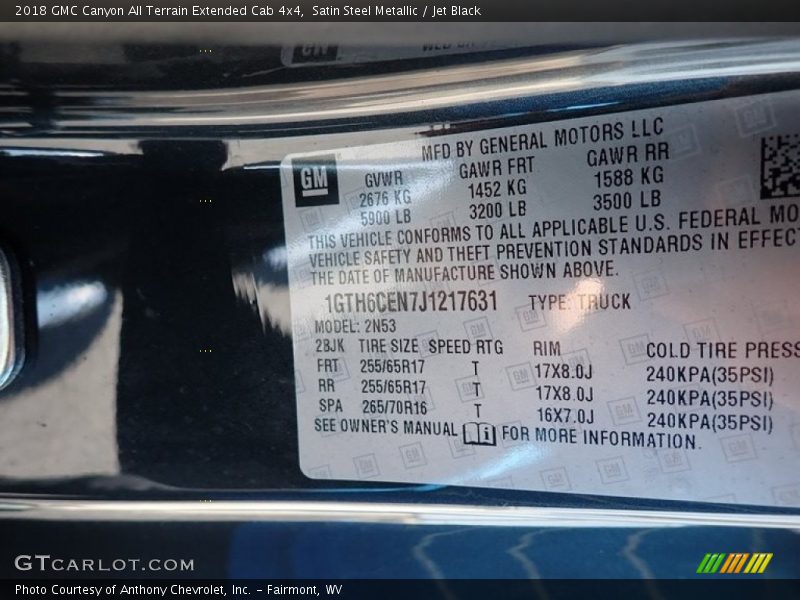 2018 GMC Canyon All Terrain Extended Cab 4x4, Satin Steel Metallic / Jet Black
GM
MFD BY GENERAL MOTORS LLC
GVWR GAWR FRT GAWR RR
2676 KG 1452 KG 1588 KG
5900 LB 3200 LB 3500 LB
THIS VEHICLE CONFORMS TO ALL APPLICABLE U.S. FEDERAL MO
VEHICLE SAFETY AND THEFT PREVENTION STANDARDS IN EFFECT
THE DATE OF MANUFACTURE SHOWN ABOVE.
1GTH6CEN7J1217631 TYPE: TRUCK
MODEL: 2N53
2BJK TIRE SIZE SPEED RTG RIM COLD TIRE PRESS
FRT 255/65R17 T 17X8.0J 240KPA(35PSI)
RR 255/65R17 T 17X8.0J 240KPA(35PSI)
SPA 265/70R16 T 16X7.0J 240KPA(35PSI)
SEE OWNER'S MANUAL FOR MORE INFORMATION.
GTCARLOT.COM
Photo Courtesy of Anthony Chevrolet, Inc. - Fairmont, WV